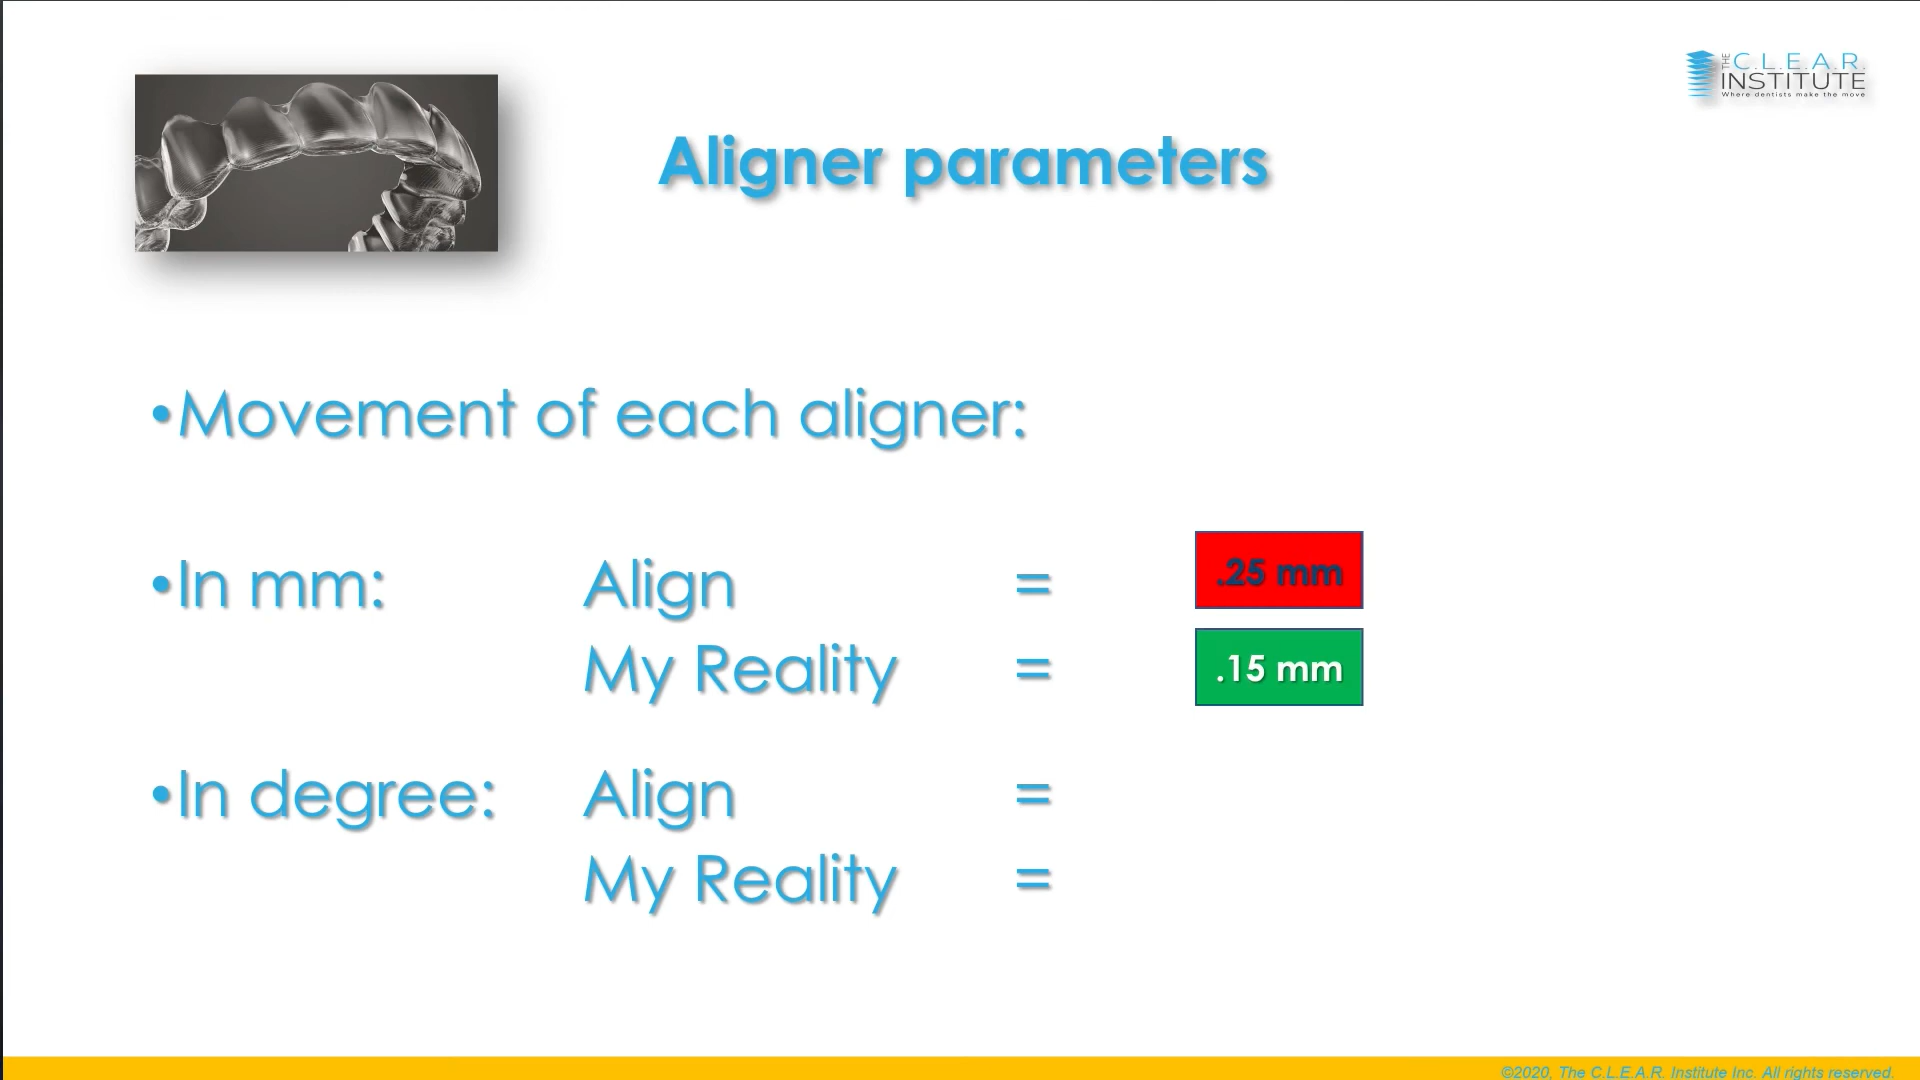 THE C.L.E.A.R.
INSTITUTE
Where dentists make the move
Aligner parameters
•Movement of each aligner:
•In mm: Align = .25 mm
My Reality = .15 mm
•In degree: Align =
My Reality =
©2020, The C.L.E.A.R. Institute Inc. All rights reserved.